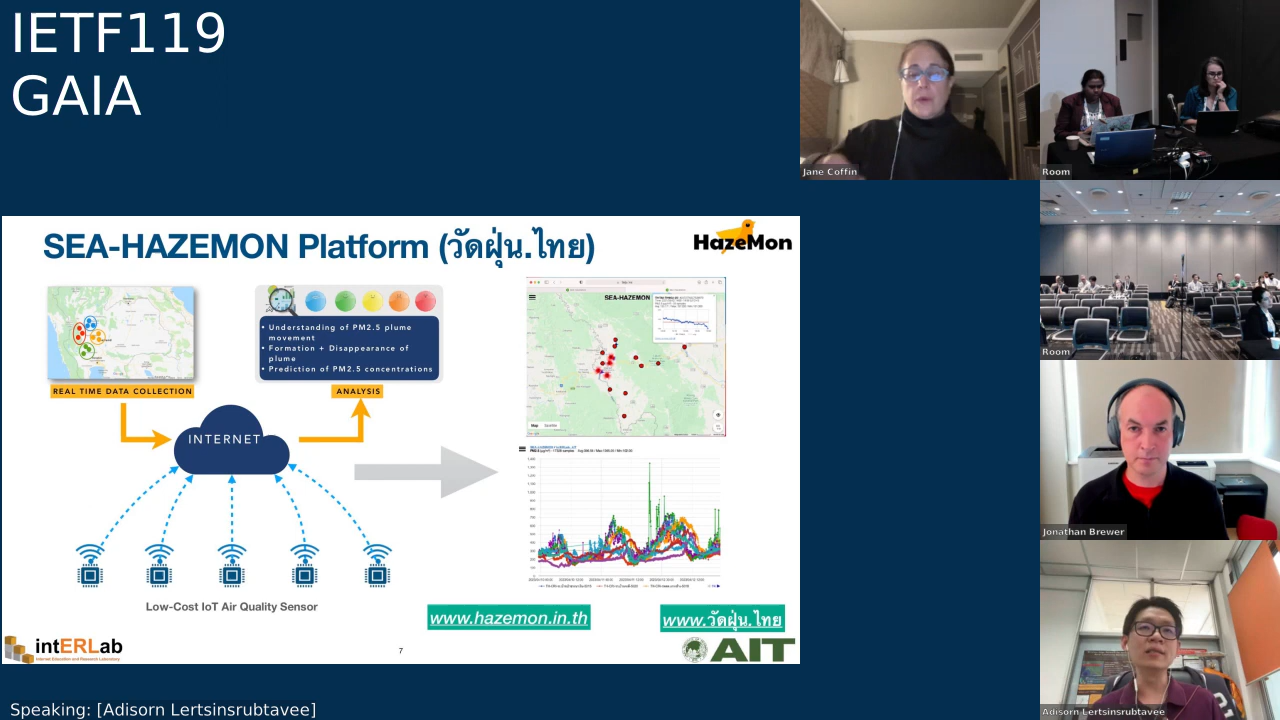 IETF119
GAIA
Jane Coffin
Room
Room
Jonathan Brewer
Adisorn Lertsinsrubtavee
SEA-HAZEMON Platform (วัดฝุ่น.ไทย)
HazeMon
• Understanding of PM2.5 plume
movement
• Formation + Disappearance of
plume
• Prediction of PM2.5 concentrations
REAL TIME DATA COLLECTION
ANALYSIS
INTERNET
SEA-HAZEMON
Map
Low-Cost IoT Air Quality Sensor
www.hazemon.in.th
www.วัดฝุ่น.ไทย
intERLab
Internet Education and Research Laboratory
7
AIT
Speaking: [Adisorn Lertsinsrubtavee]